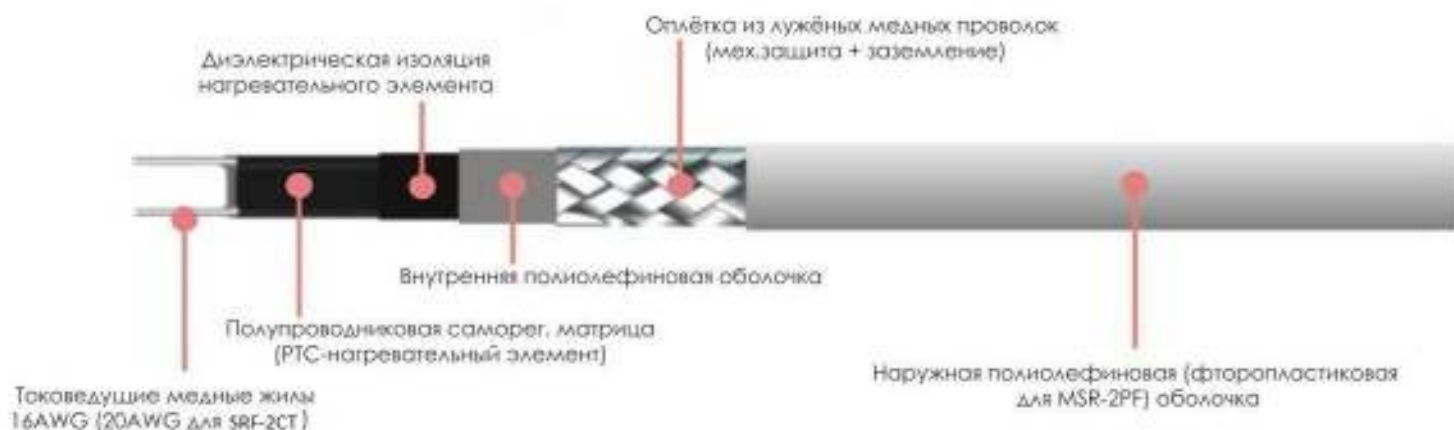 Оплётка из лужёных медных проволок
(мех.защита + заземление)
Диэлектрическая изоляция
нагревательного элемента
Внутренняя полиолефиновая оболочка
Полупроводниковая саморег. матрица
(PTC-нагревательный элемент)
Наружная полиолефиновая (фторопластиковая
для MSR-2PF) оболочка
Токоведущие медные жилы
16AWG (20AWG для SRF-2CT)